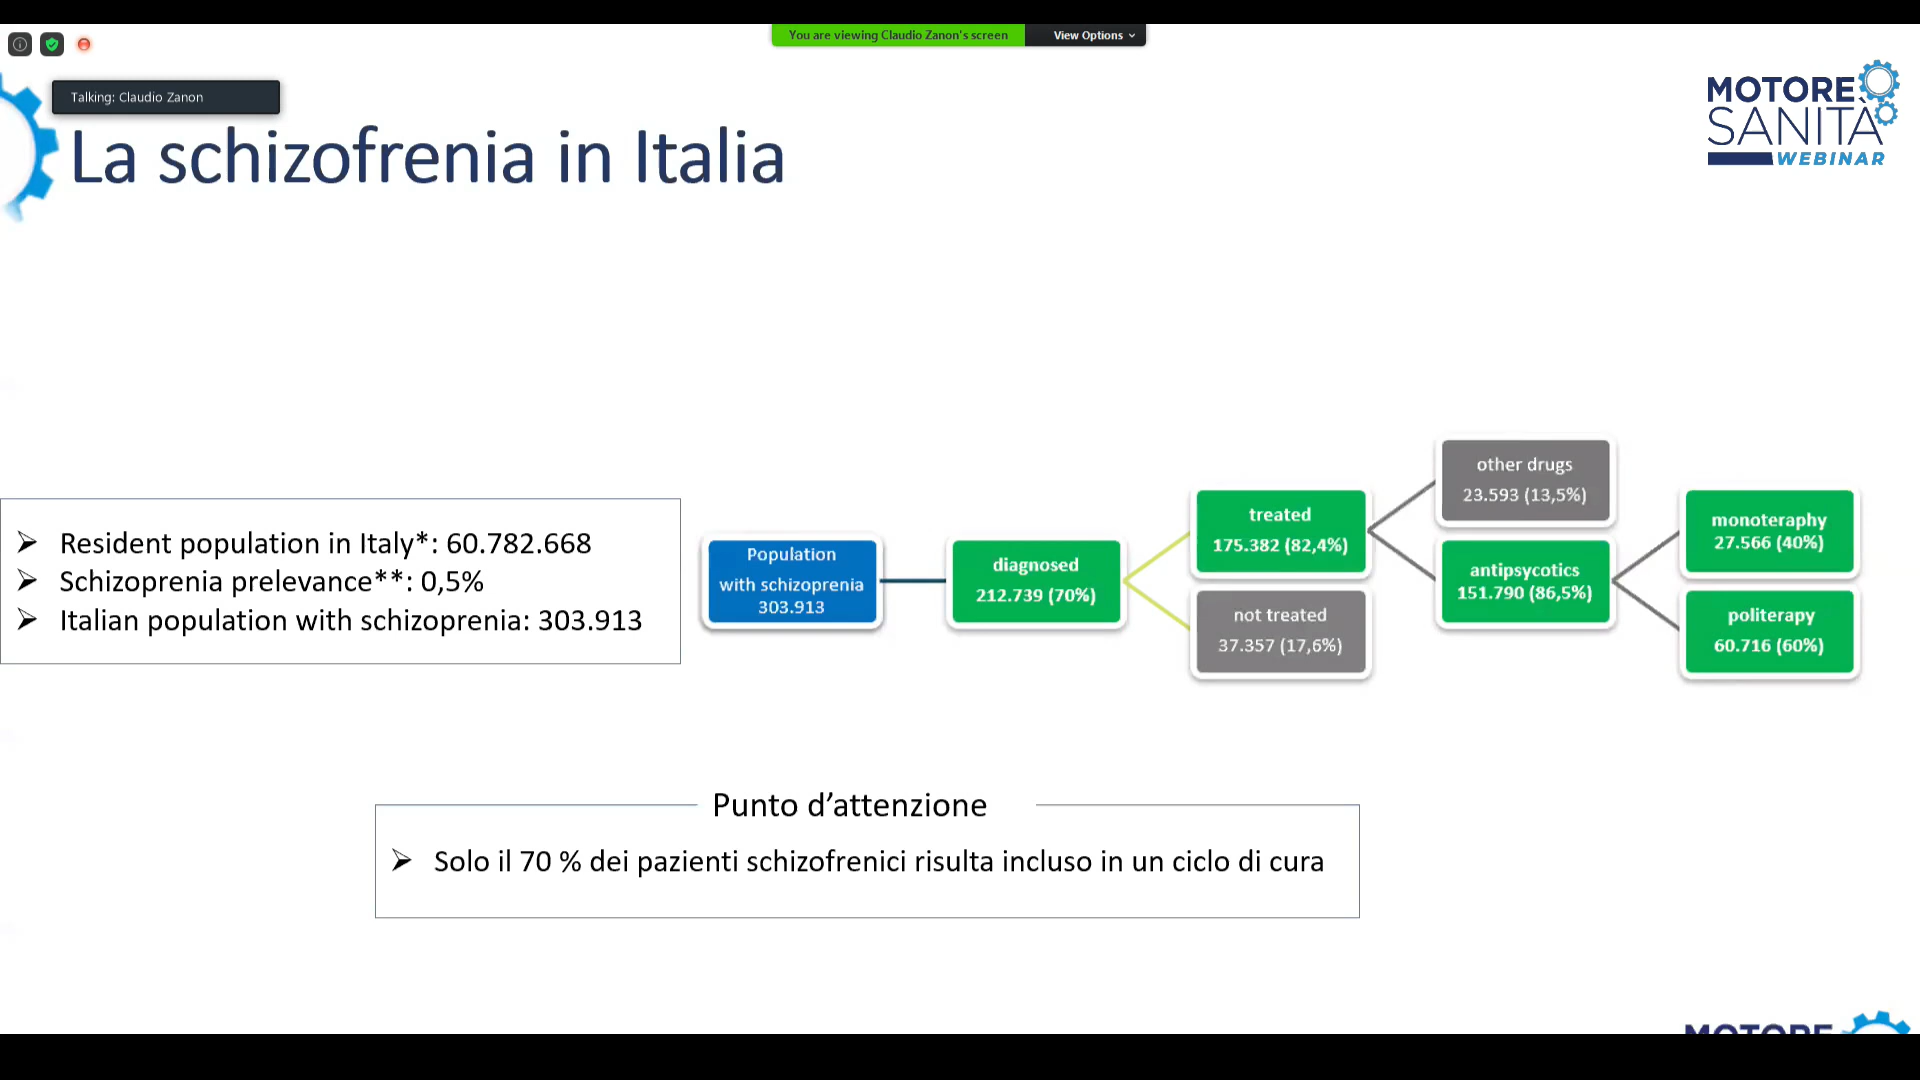 You are viewing Claudio Zanon's screen
View Options
Talking: Claudio Zanon
MOTORE
SANITÀ
WEBINAR
La schizofrenia in Italia
Resident population in Italy*: 60.782.668
Schizoprenia prelevance**: 0,5%
Italian population with schizoprenia: 303.913
Population
with schizoprenia
303.913
diagnosed
212.739 (70%)
treated
175.382 (82,4%)
not treated
37.357 (17,6%)
other drugs
23.593 (13,5%)
antipsycotics
151.790 (86,5%)
monoteraphy
27.566 (40%)
politerapy
60.716 (60%)
Punto d’attenzione
Solo il 70 % dei pazienti schizofrenici risulta incluso in un ciclo di cura
MOTORE